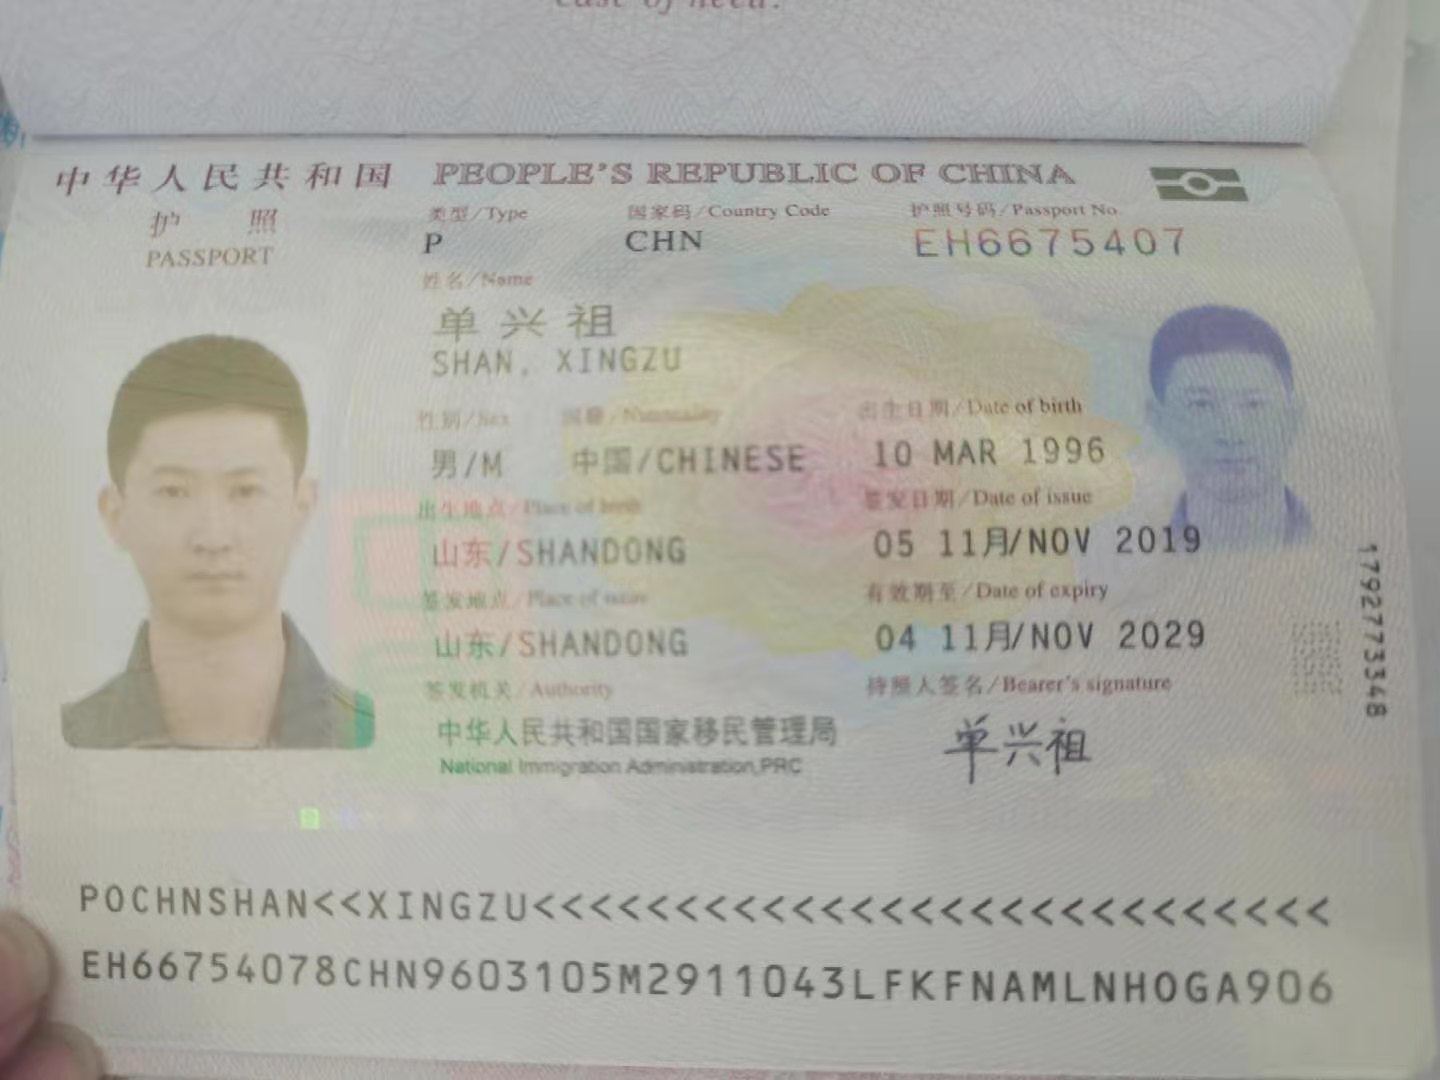 case of need.
中华人民共和国 PEOPLE'S REPUBLIC OF CHINA
护 照
PASSPORT
类型/Type 国家码/Country Code 护照号码/Passport No.
P CHN EH6675407
姓名/Name
单兴祖
SHAN, XINGZU
性别/Sex 国籍/Nationality 出生日期/Date of birth
男/M 中国/CHINESE 10 MAR 1996
出生地点/Place of birth 签发日期/Date of issue
山东/SHANDONG 05 11月/NOV 2019
签发地点/Place of issue 有效期至/Date of expiry
山东/SHANDONG 04 11月/NOV 2029
签发机关/Authority 持照人签名/Bearer's signature
中华人民共和国国家移民管理局 单兴祖
National Immigration Administration,PRC
1792773348
POCHNSHAN<<XINGZU<<<<<<<<<<<<<<<<<<<<<<<<<<<
EH66754078CHN9603105M2911043LFKFNAMLNHOGA906